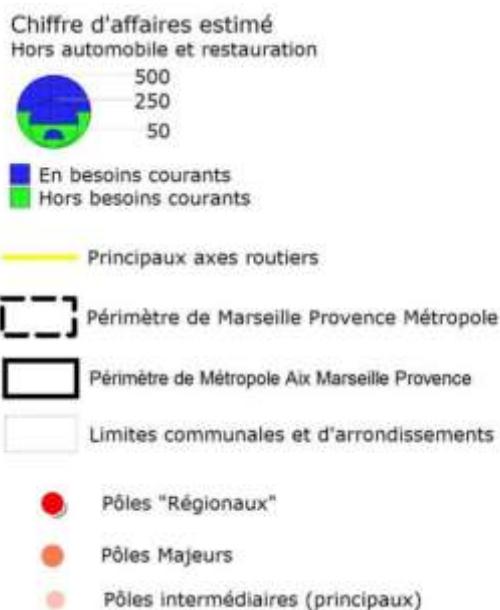 Chiffre d'affaires estimé
Hors automobile et restauration
500
250
50
En besoins courants
Hors besoins courants
Principaux axes routiers
Périmètre de Marseille Provence Métropole
Périmètre de Métropole Aix Marseille Provence
Limites communales et d'arrondissements
Pôles "Régionaux"
Pôles Majeurs
Pôles intermédiaires (principaux)